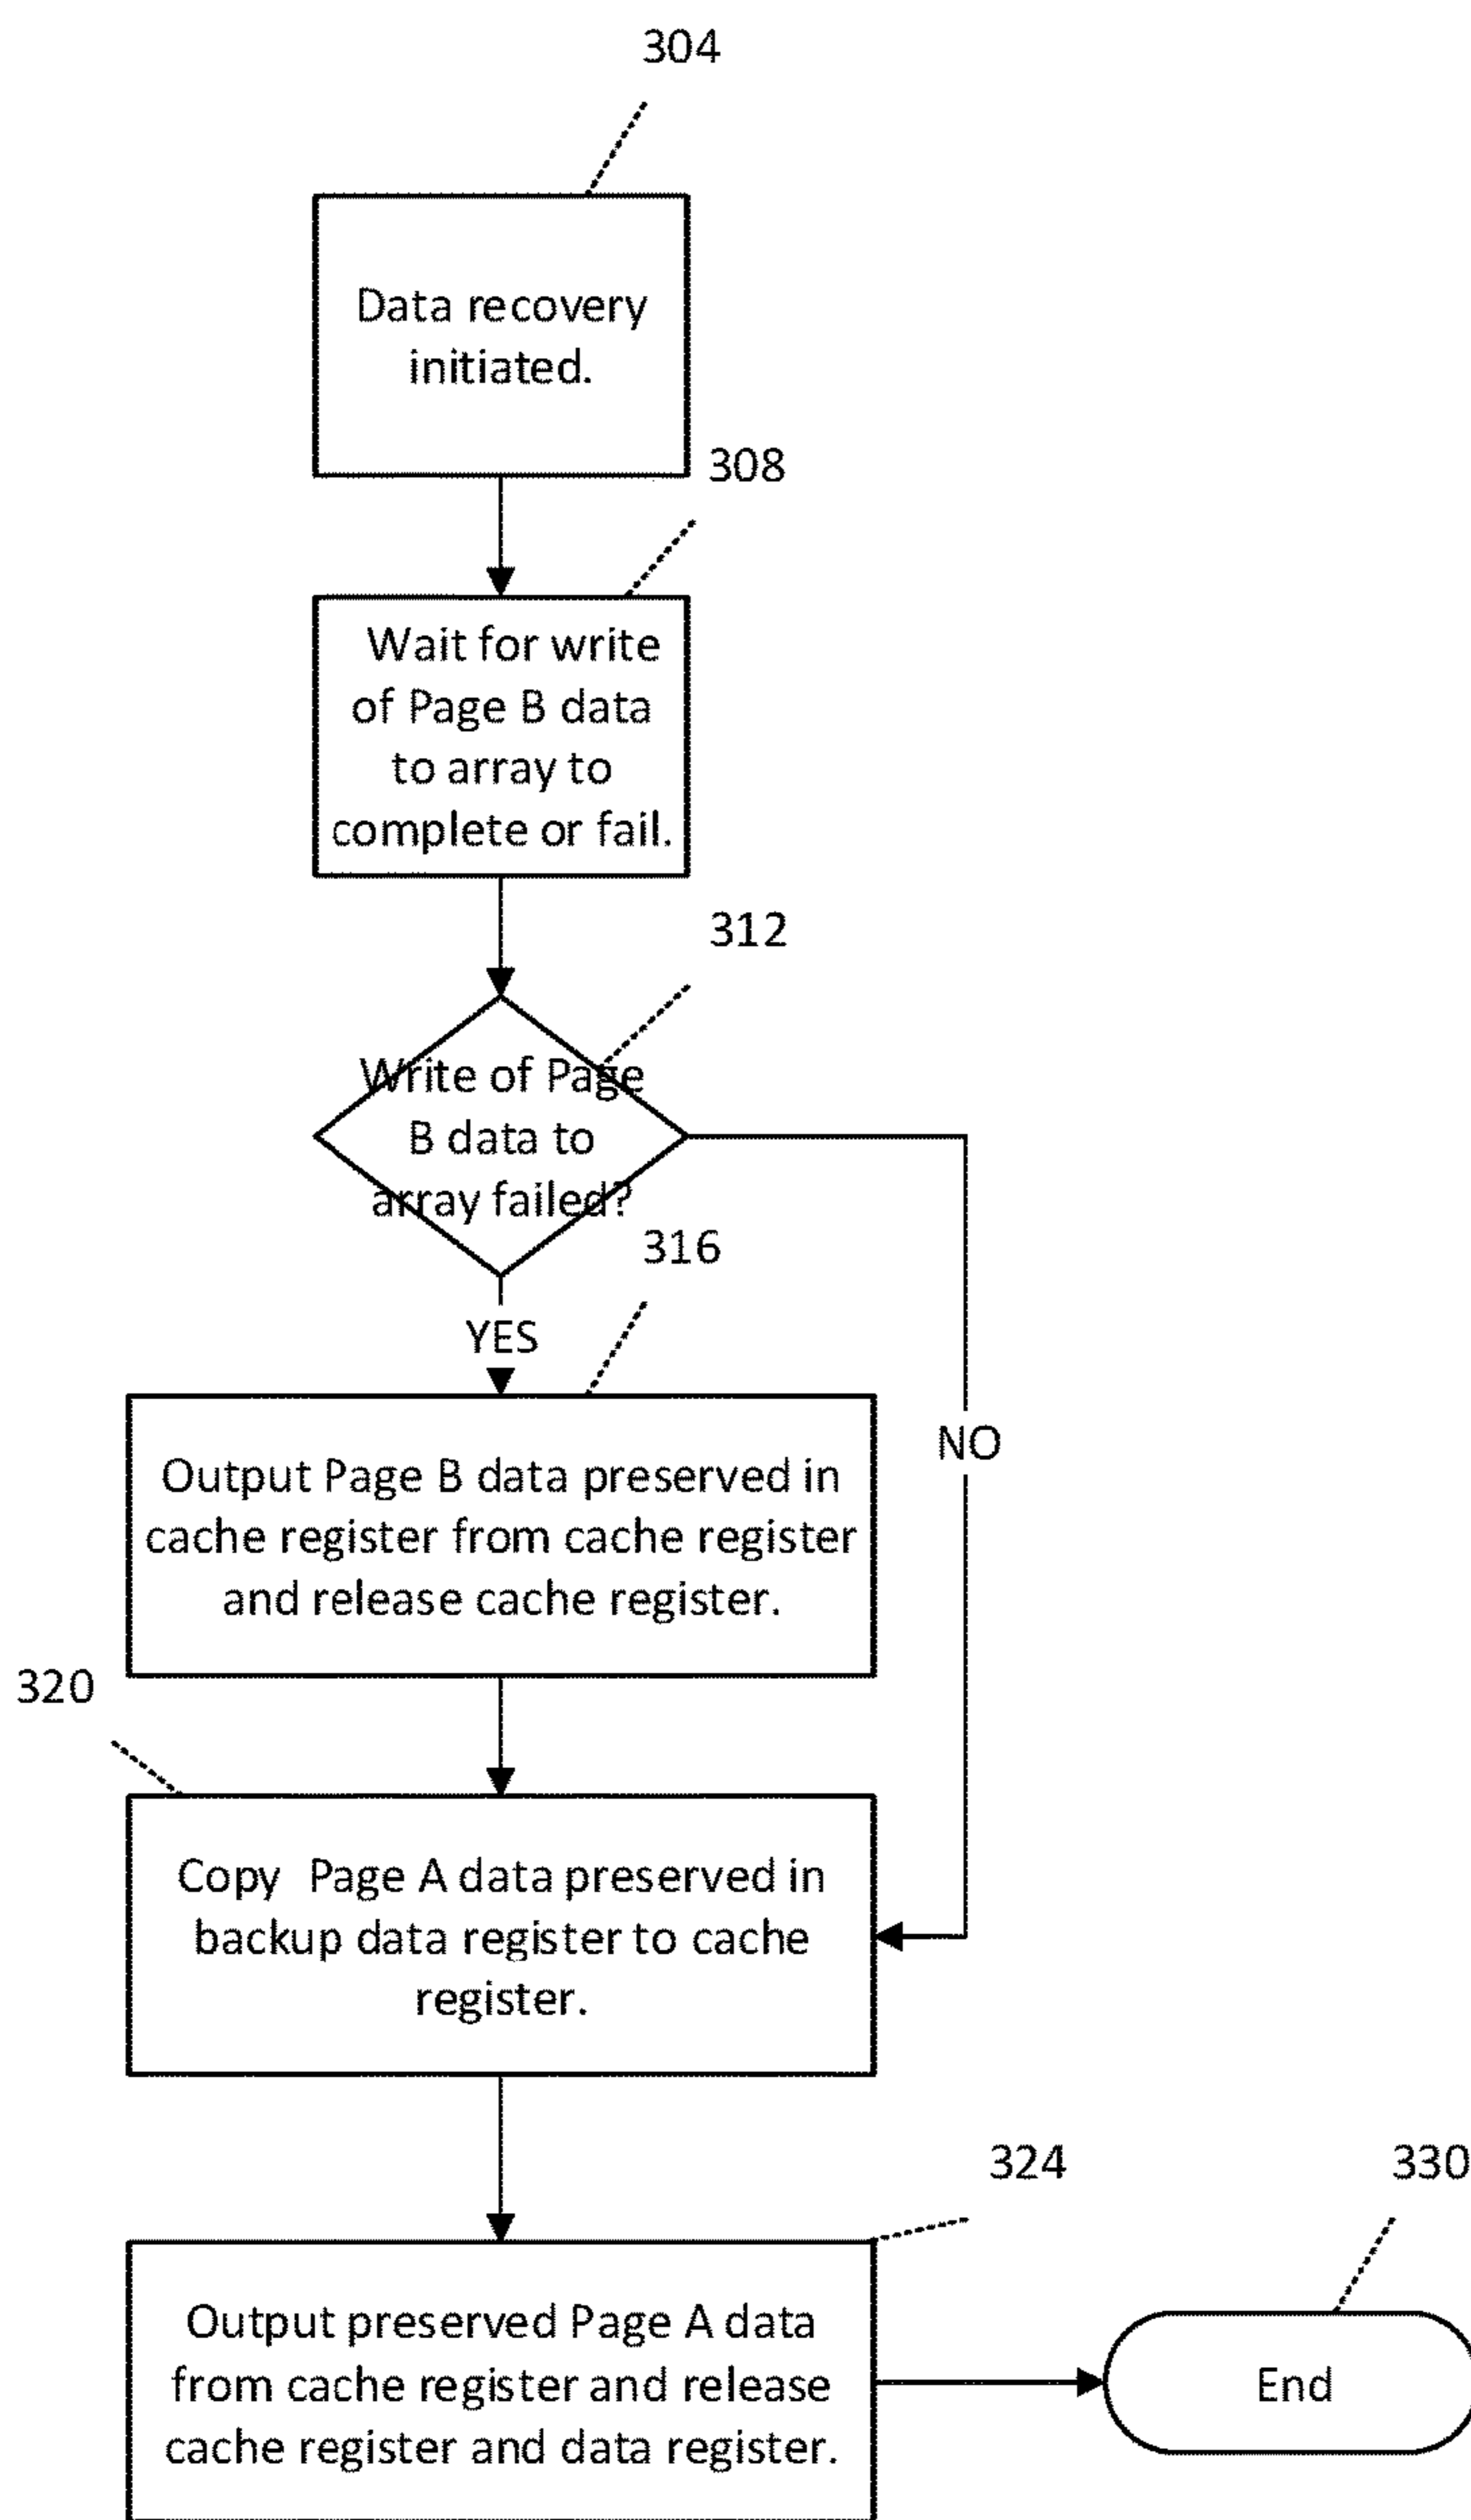 304
Data recovery
initiated.
308
Wait for write
of Page B data
to array to
complete or fail.
312
Write of Page
B data to
array failed?
316
YES
NO
Output Page B data preserved in
cache register from cache register
and release cache register.
320
Copy Page A data preserved in
backup data register to cache
register.
324
330
Output preserved Page A data
from cache register and release
cache register and data register.
End